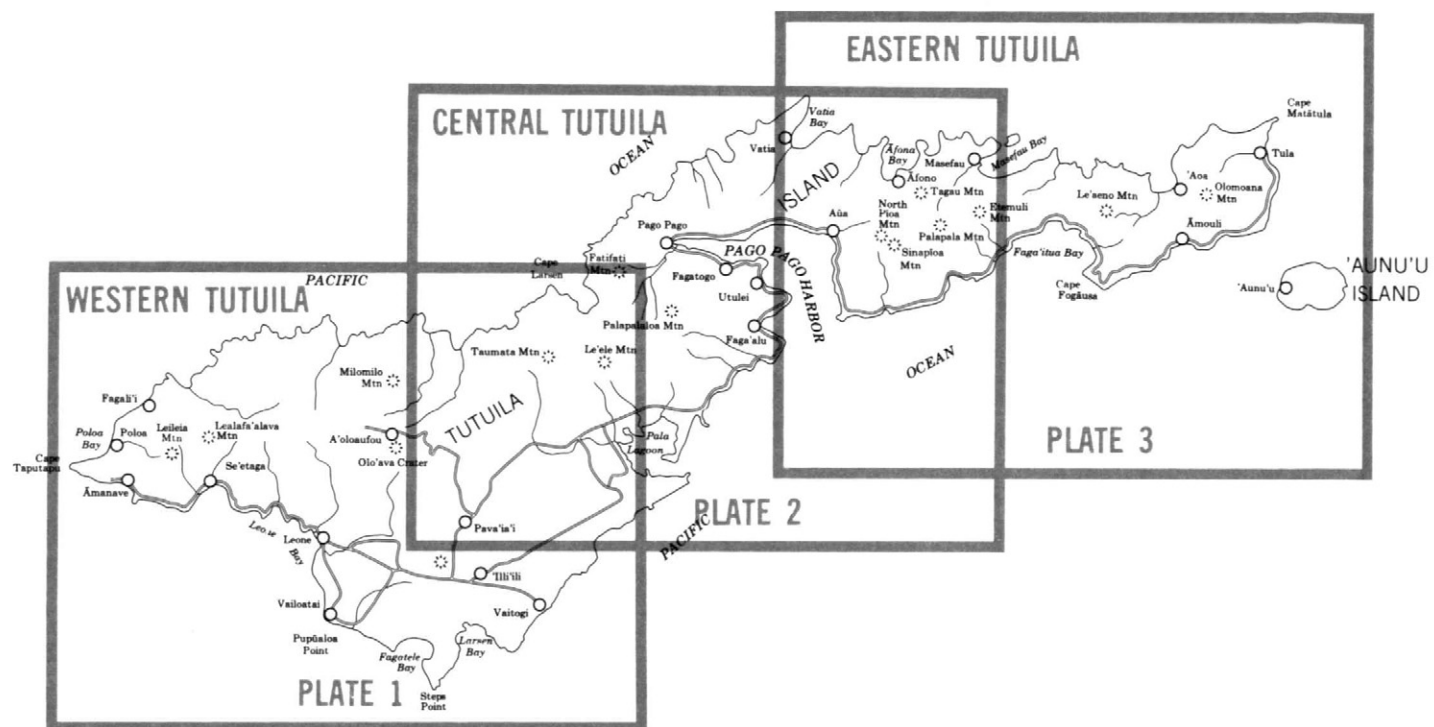 EASTERN TUTUILA
CENTRAL TUTUILA
WESTERN TUTUILA
Cape
Matātula
Vatia
Bay
OCEAN
Vatia
Āfona
Bay
Masefau
Masefau Bay
Tula
ISLAND
Āfono
Tagau Mtn
Le'aeno Mtn
'Aoa
Olomoana
Mtn
North
Pioa
Mtn
Etemuli
Mtn
Pago Pago
Aūa
Palapala Mtn
Āmouli
PAGO PAGO HARBOR
Sinapioa
Mtn
Faga'itua Bay
Cape
Larsen
Fatifati
Mtn
Fagatogo
Utulei
Cape
Fogāusa
'Aunu'u
'AUNU'U
ISLAND
PACIFIC
Palapalaloa Mtn
Faga'alu
OCEAN
Taumata Mtn
Le'ele Mtn
Milomilo
Mtn
Fagali'i
TUTUILA
Poloa
Bay
Poloa
Leileia
Mtn
Lealafa'alava
Mtn
A'oloaufou
Olo'ava Crater
Pala
Lagoon
PLATE 3
Cape
Taputapu
Se'etaga
Āmanave
PLATE 2
Leone
Bay
Leone
Pava'ia'i
PACIFIC
'Ili'ili
Vailoatai
Vaitogi
Pupūaloa
Point
Fagatele
Bay
Larsen
Bay
PLATE 1
Steps
Point